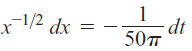 x^{-1/2} dx = -\frac{1}{50\pi} dt